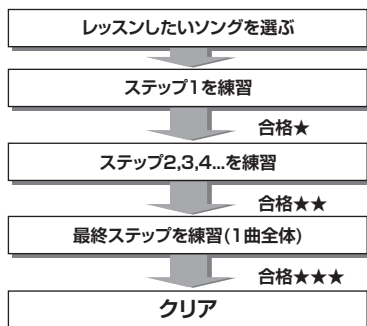 レッスンしたいソングを選ぶ
ステップ1を練習
合格★
ステップ2,3,4...を練習
合格★★
最終ステップを練習(1曲全体)
合格★★★
クリア